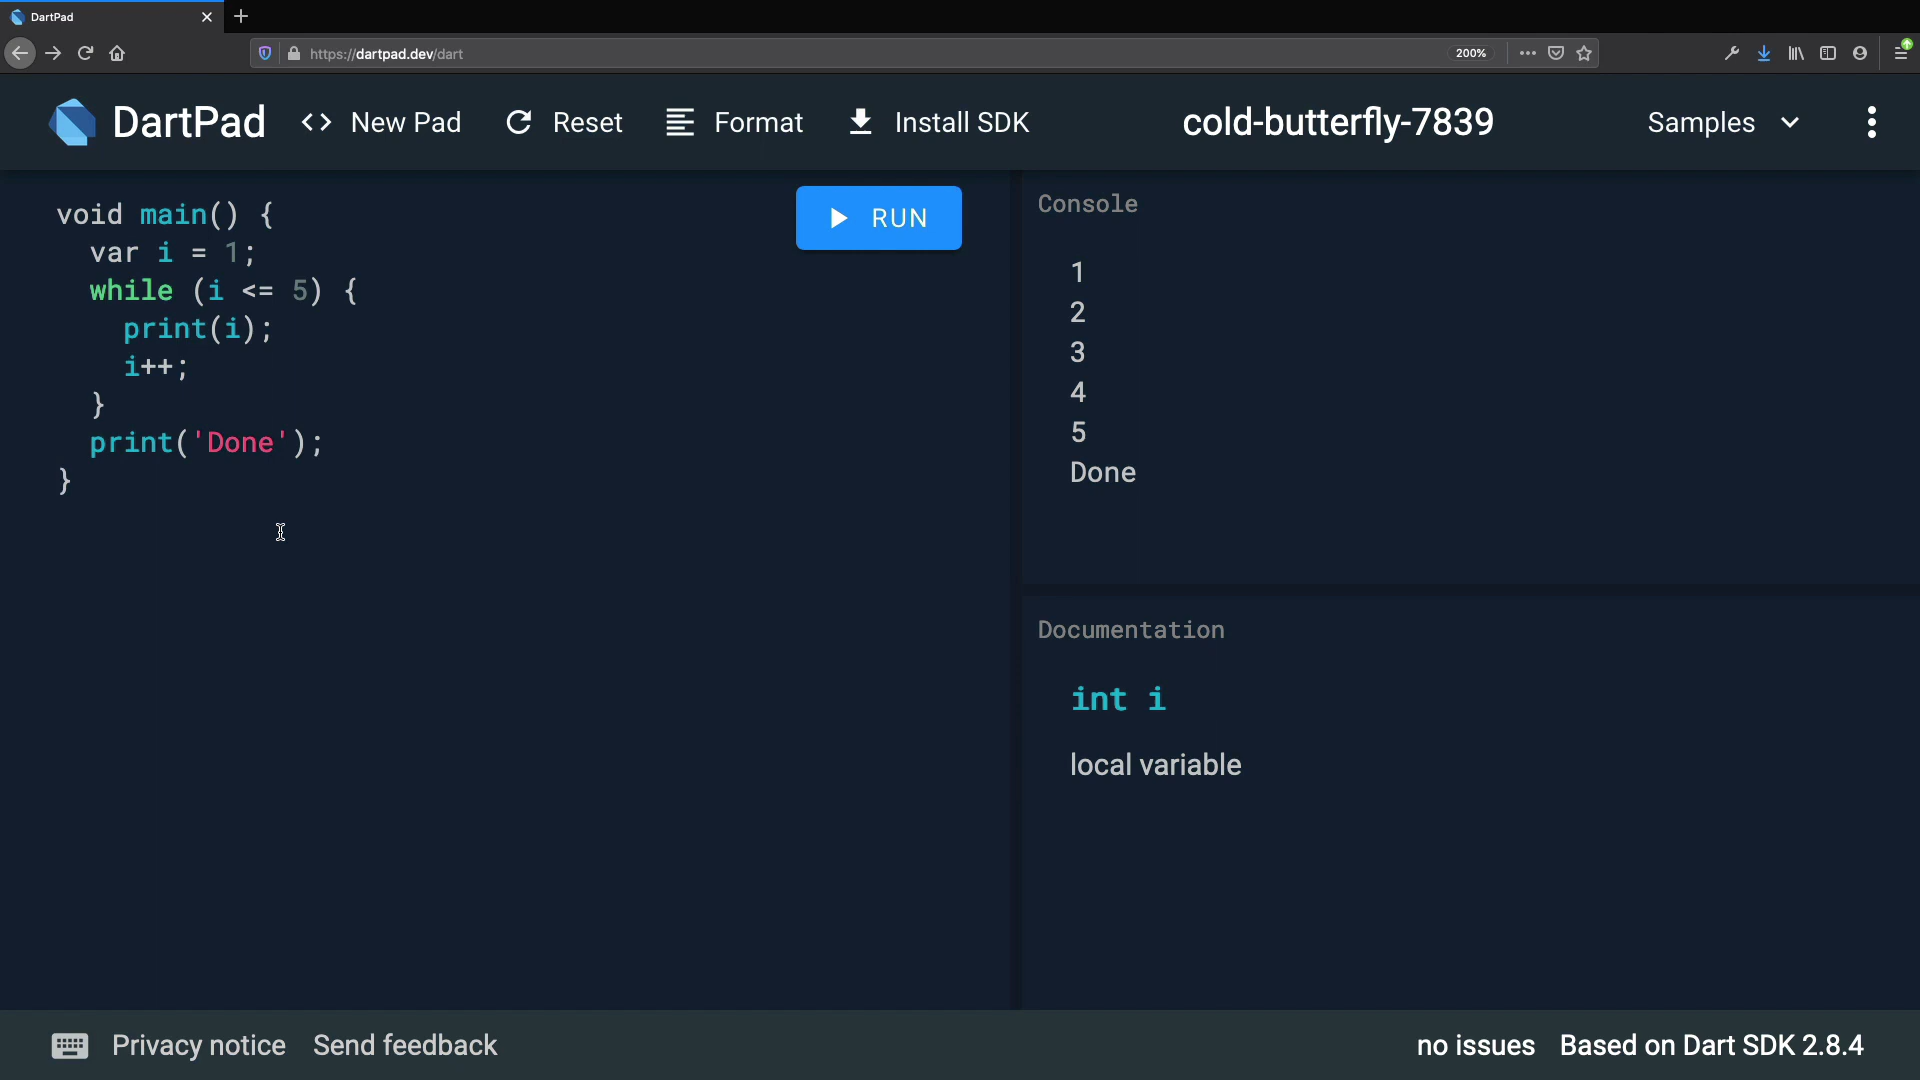 DartPad
https://dartpad.dev/dart
200%
DartPad
<> New Pad
Reset
Format
Install SDK
cold-butterfly-7839
Samples
void main() {
  var i = 1;
  while (i <= 5) {
    print(i);
    i++;
  }
  print('Done');
}
RUN
Console
1
2
3
4
5
Done
Documentation
int i
local variable
Privacy notice
Send feedback
no issues
Based on Dart SDK 2.8.4